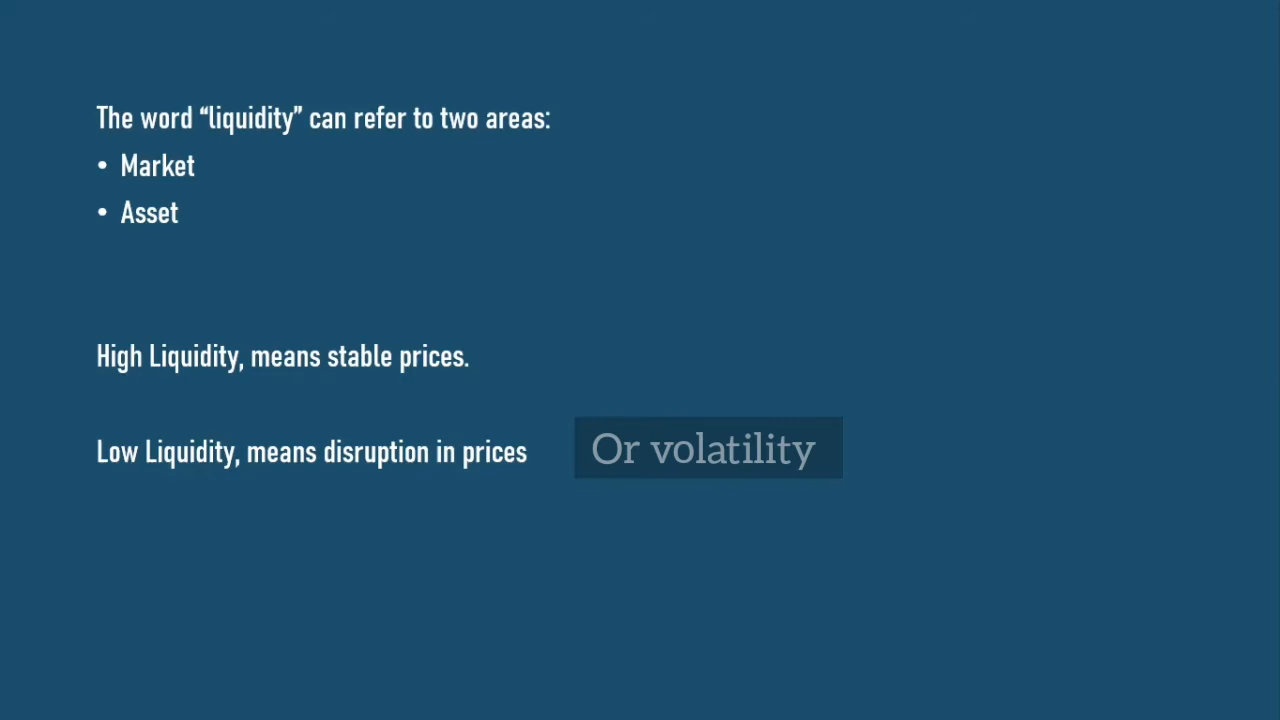 The word “liquidity” can refer to two areas:
• Market
• Asset
High Liquidity, means stable prices.
Low Liquidity, means disruption in prices
Or volatility